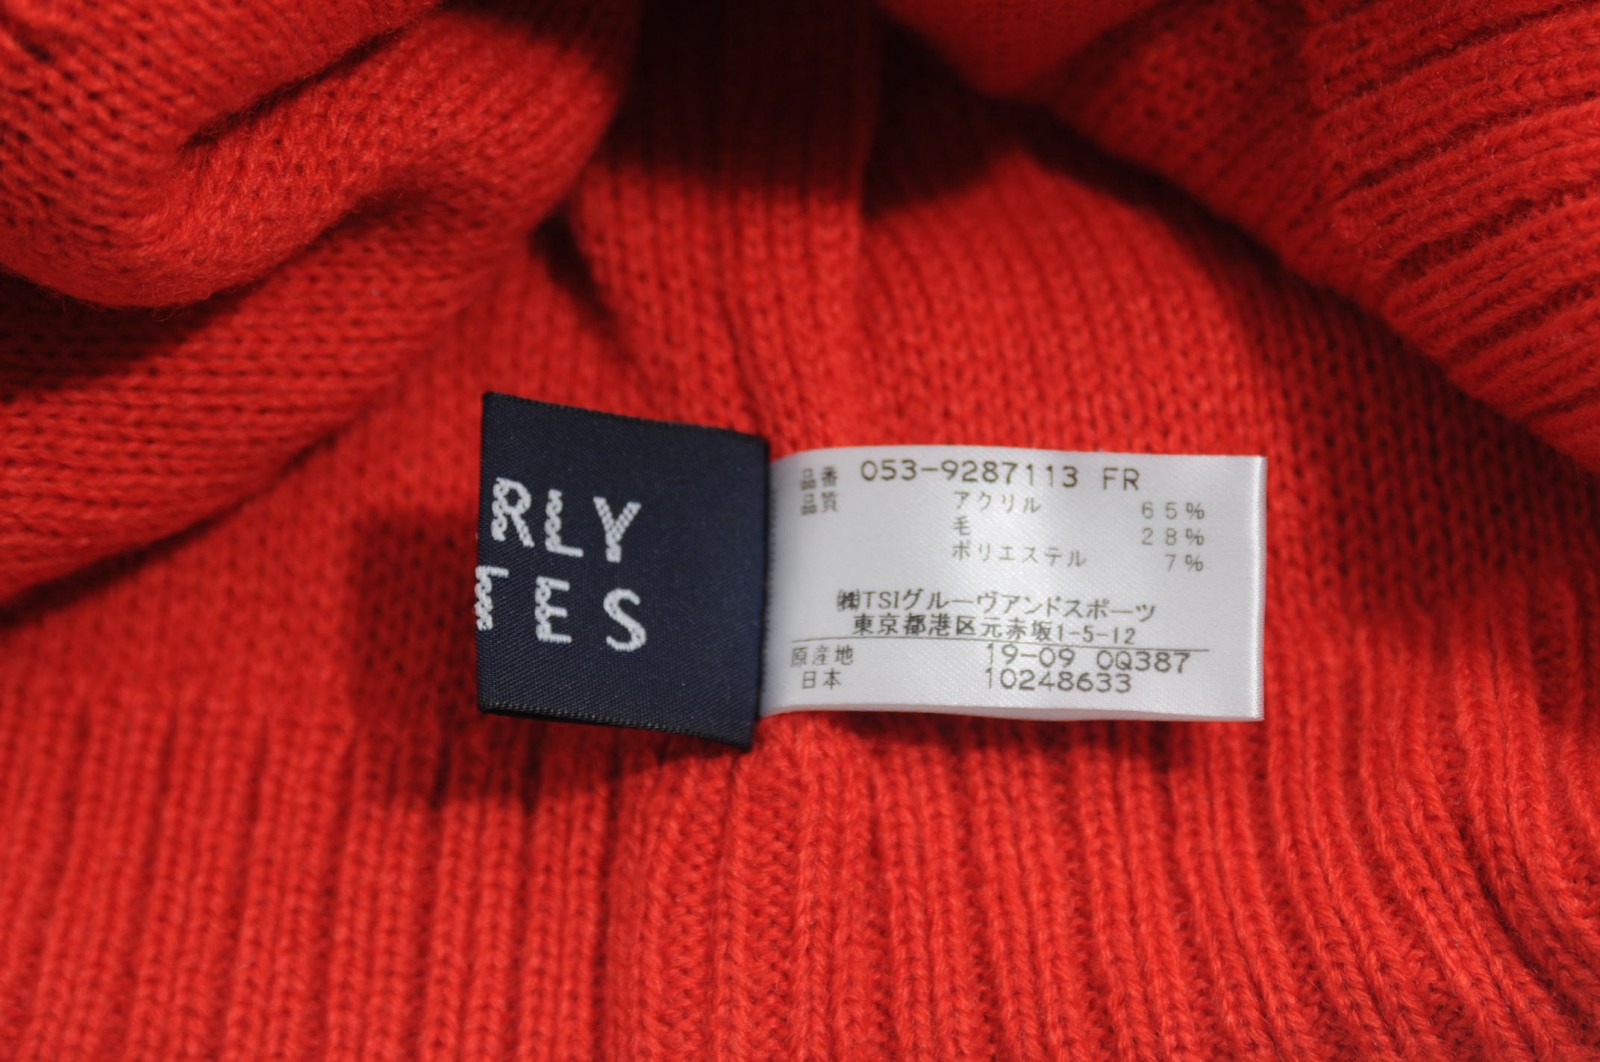 RLY
TES
品番 053-9287113 FR
品質 アクリル 65%
毛 28%
ポリエステル 7%
㈱TSIグルーヴアンドスポーツ
東京都港区元赤坂1-5-12
原産地 19-09 0Q387
日本 10248633